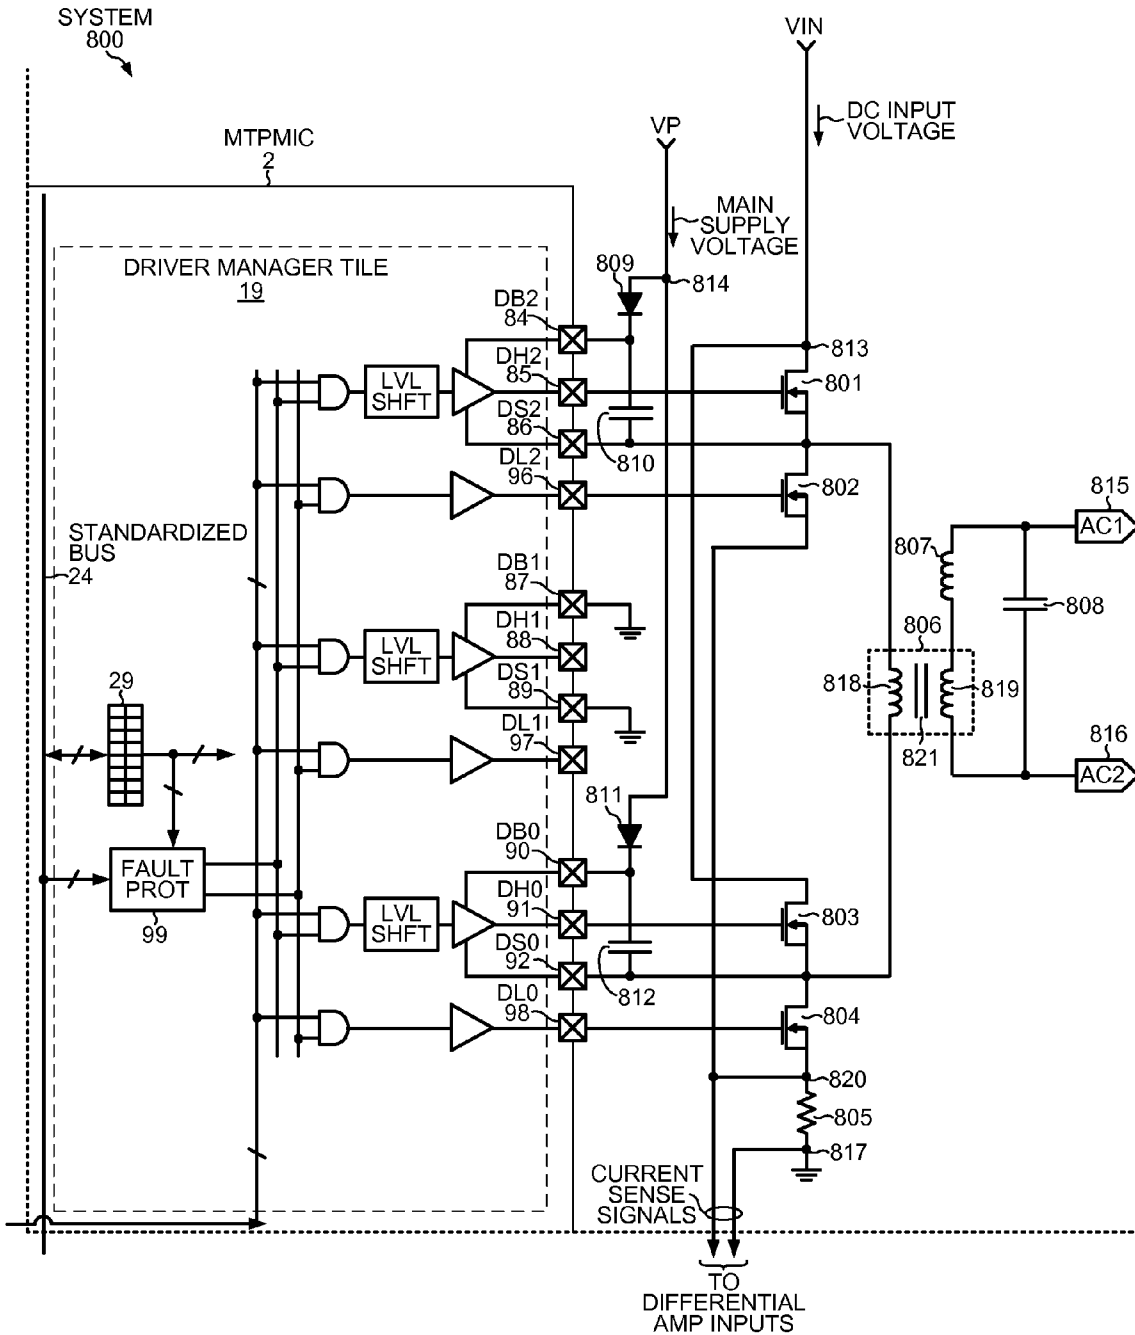 SYSTEM
800
VIN
DC INPUT
VOLTAGE
VP
MTPMIC
2
MAIN
SUPPLY
VOLTAGE
DRIVER MANAGER TILE
19
809
814
DB2
84
813
DH2
85
LVL
SHFT
801
DS2
86
810
DL2
96
802
815
AC1
STANDARDIZED
BUS
24
807
DB1
87
808
DH1
88
806
LVL
SHFT
DS1
89
818
819
29
821
DL1
97
816
AC2
811
DB0
90
FAULT
PROT
99
DH0
91
LVL
SHFT
803
DS0
92
812
DL0
98
804
820
805
817
CURRENT
SENSE
SIGNALS
TO
DIFFERENTIAL
AMP INPUTS